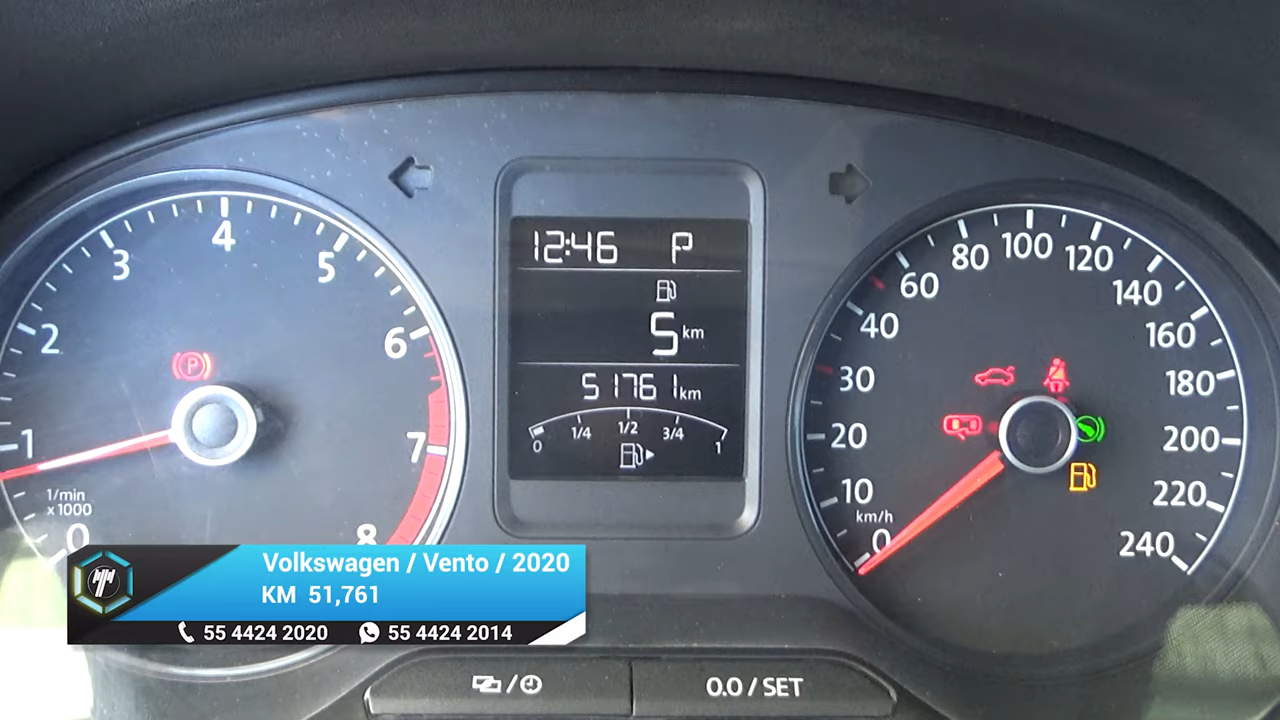 12:46 P
5 km
51761 km
0 1/4 1/2 3/4 1
0 1 2 3 4 5 6 7 8
1/min
x 1000
P
0 10 20 30 40 60 80 100 120 140 160 180 200 220 240
km/h
Volkswagen / Vento / 2020
KM 51,761
55 4424 2020 55 4424 2014
0.0 / SET